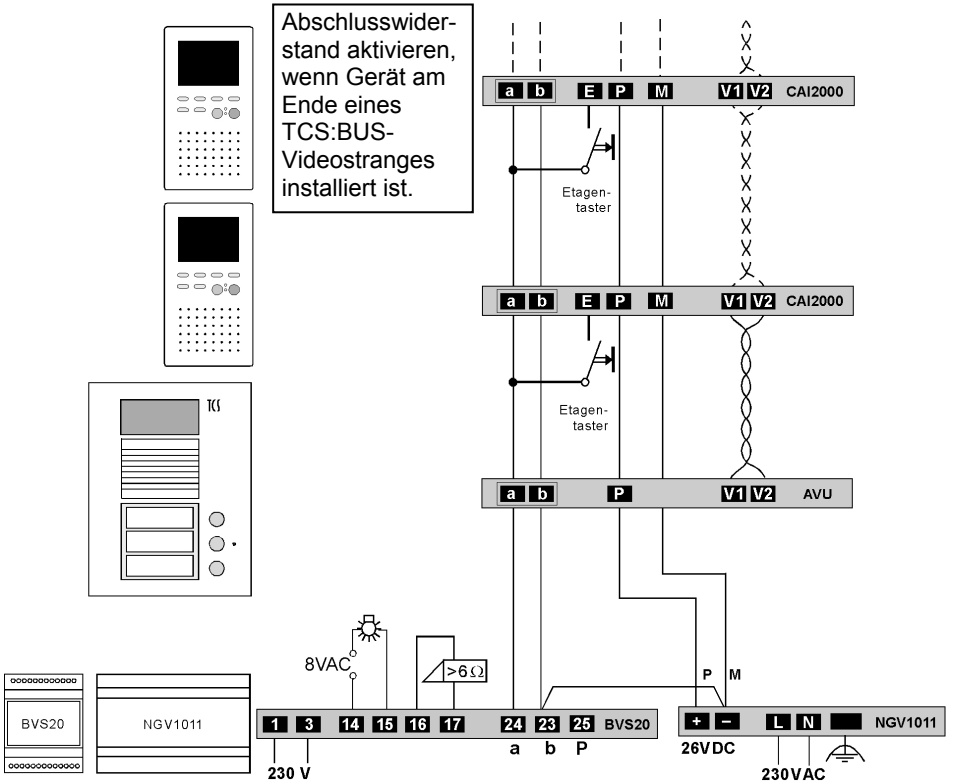 Abschlusswider-
stand aktivieren,
wenn Gerät am
Ende eines
TCS:BUS-
Videostranges
installiert ist.
a b E P M V1 V2 CAI2000
Etagen-
taster
a b E P M V1 V2 CAI2000
Etagen-
taster
TCS
a b P V1 V2 AVU
8VAC
>6Ω
P M
BVS20
NGV1011
1 3 14 15 16 17 24 23 25 BVS20
a b P
230 V
+ - L N NGV1011
26VDC
230VAC